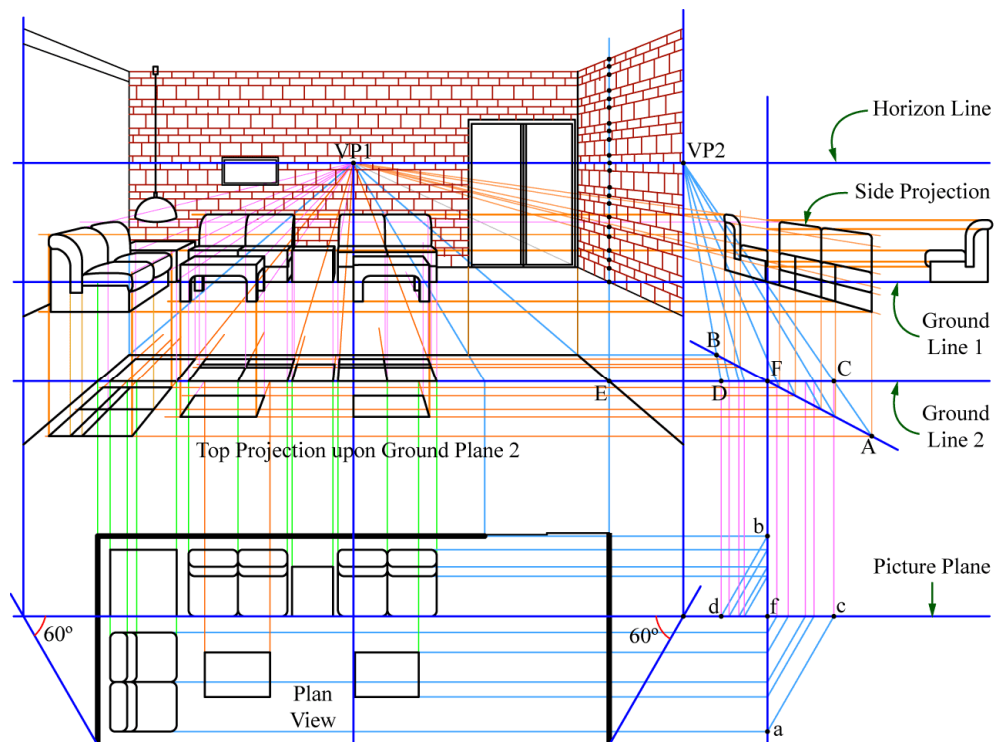 Horizon Line
VP1
VP2
Side Projection
Ground
Line 1
B
F
C
E
D
Ground
Line 2
A
Top Projection upon Ground Plane 2
b
Picture Plane
d
f
c
60º
60º
Plan
View
a